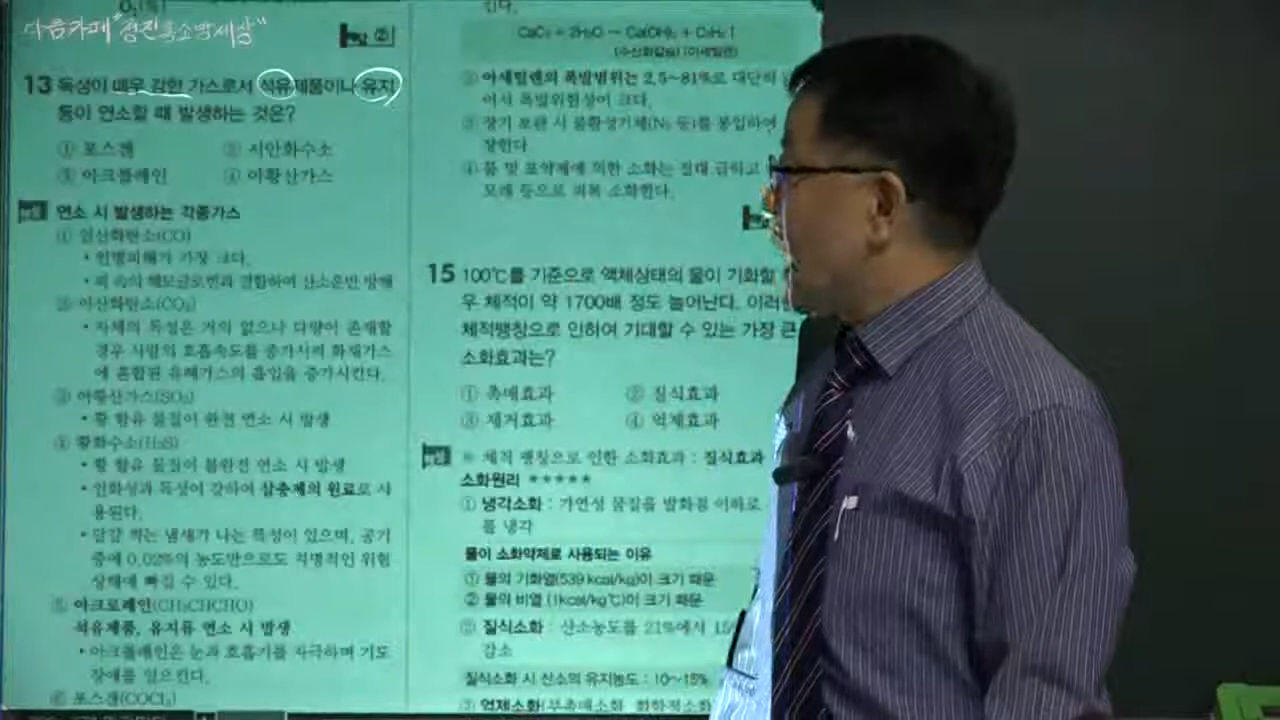 다음카페 "정진독소방세상"
O₂(%)
13 독성이 매우 강한 가스로서 석유제품이나 유지
등이 연소할 때 발생하는 것은?
① 포스겐 ② 시안화수소
③ 아크롤레인 ④ 아황산가스
해설 연소 시 발생하는 각종가스
① 일산화탄소(CO)
• 인명피해가 가장 크다.
• 피 속의 헤모글로빈과 결합하여 산소운반 방해
② 이산화탄소(CO₂)
• 자체의 독성은 거의 없으나 다량이 존재할
경우 사람의 호흡속도를 증가시켜 화재가스
에 혼합된 유해가스의 흡입을 증가시킨다.
③ 아황산가스(SO₂)
• 황 함유 물질이 완전 연소 시 발생
④ 황화수소(H₂S)
• 황 함유 물질이 불완전 연소 시 발생
• 인화성과 독성이 강하여 살충제의 원료로 사
용된다.
• 달걀 썩는 냄새가 나는 특성이 있으며, 공기
중에 0.02%의 농도만으로도 치명적인 위험
상태에 빠질 수 있다.
⑤ 아크로레인(CH₂CHCHO)
석유제품, 유지류 연소 시 발생
• 아크롤레인은 눈과 호흡기를 자극하며 기도
장애를 일으킨다.
⑥ 포스겐(COCl₂)
긴다.
CaC₂ + 2H₂O → Ca(OH)₂ + C₂H₂↑
(수산화칼슘) (아세틸렌)
② 아세틸렌의 폭발범위는 2.5~81%로 대단히
어서 폭발위험성이 크다.
③ 장기 보관 시 불활성기체(N₂ 등)를 봉입하여
장한다
④ 물 및 포약제에 의한 소화는 절대 금하고
모래 등으로 피복 소화한다.
15 100℃를 기준으로 액체상태의 물이 기화할
우 체적이 약 1700배 정도 늘어난다. 이러한
체적팽창으로 인하여 기대할 수 있는 가장 큰
소화효과는?
① 촉매효과 ② 질식효과
③ 제거효과 ④ 억제효과
해설 ※ 체적 팽창으로 인한 소화효과 : 질식효과
소화원리 ★★★★★
① 냉각소화 : 가연성 물질을 발화점 이하로
를 냉각
물이 소화약제로 사용되는 이유
① 물의 기화열(539kcal/kg)이 크기 때문
② 물의 비열 (1kcal/kg℃)이 크기 때문
② 질식소화 : 산소농도를 21%에서 15%
감소
질식소화 시 산소의 유지농도 : 10~15%
③ 억제소화(부촉매소화, 화학적소화